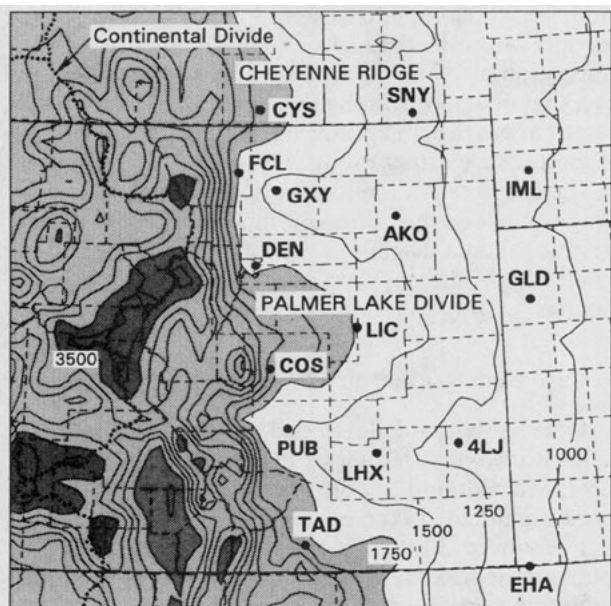 Continental Divide
CHEYENNE RIDGE
CYS
SNY
FCL
GXY
IML
AKO
DEN
GLD
PALMER LAKE DIVIDE
LIC
3500
COS
PUB
4LJ
LHX
1000
1250
1500
TAD
1750
EHA